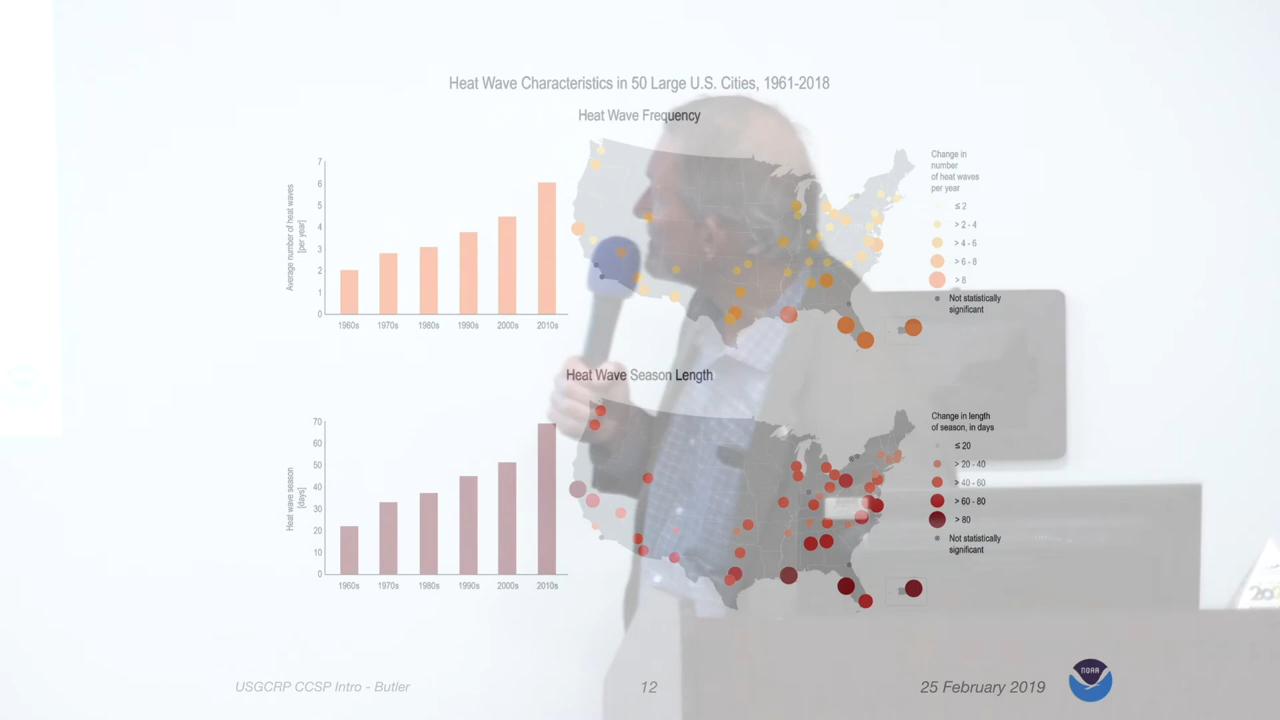 Heat Wave Characteristics in 50 Large U.S. Cities, 1961-2018
Heat Wave Frequency
Average number of heat waves
[per year]
7
6
5
4
3
2
1
0
1960s 1970s 1980s 1990s 2000s 2010s
Change in
number
of heat waves
per year
≤ 2
> 2 - 4
> 4 - 6
> 6 - 8
> 8
Not statistically
significant
Heat Wave Season Length
Heat wave season
[days]
70
60
50
40
30
20
10
0
1960s 1970s 1980s 1990s 2000s 2010s
Change in length
of season, in days
≤ 20
> 20 - 40
> 40 - 60
> 60 - 80
> 80
Not statistically
significant
USGCRP CCSP Intro - Butler
12
25 February 2019
NOAA